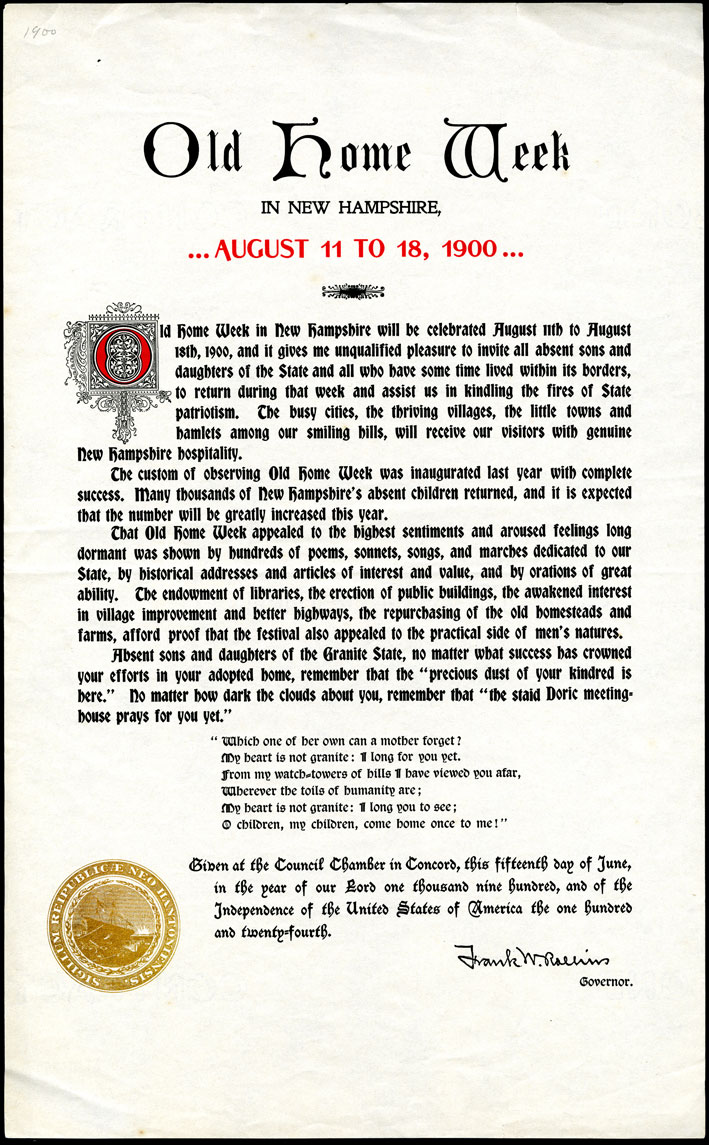 1900
Old Home Week
IN NEW HAMPSHIRE,
... AUGUST 11 TO 18, 1900 ...
Old Home Week in New Hampshire will be celebrated August 11th to August
18th, 1900, and it gives me unqualified pleasure to invite all absent sons and
daughters of the State and all who have some time lived within its borders,
to return during that week and assist us in kindling the fires of State
patriotism. The busy cities, the thriving villages, the little towns and
hamlets among our smiling hills, will receive our visitors with genuine
New Hampshire hospitality.
The custom of observing Old Home Week was inaugurated last year with complete
success. Many thousands of New Hampshire's absent children returned, and it is expected
that the number will be greatly increased this year.
That Old Home Week appealed to the highest sentiments and aroused feelings long
dormant was shown by hundreds of poems, sonnets, songs, and marches dedicated to our
State, by historical addresses and articles of interest and value, and by orations of great
ability. The endowment of libraries, the erection of public buildings, the awakened interest
in village improvement and better highways, the repurchasing of the old homesteads and
farms, afford proof that the festival also appealed to the practical side of men's natures.
Absent sons and daughters of the Granite State, no matter what success has crowned
your efforts in your adopted home, remember that the "precious dust of your kindred is
here." No matter how dark the clouds about you, remember that "the staid Doric meeting-
house prays for you yet."
"Which one of her own can a mother forget?
My heart is not granite: I long for you yet.
From my watch-towers of hills I have viewed you afar,
Wherever the toils of humanity are;
My heart is not granite: I long you to see;
O children, my children, come home once to me!"
Given at the Council Chamber in Concord, this fifteenth day of June,
in the year of our Lord one thousand nine hundred, and of the
Independence of the United States of America the one hundred
and twenty-fourth.
Frank W. Rollins
Governor.
SIGILLUM REIPUBLICÆ NEO HANTONIENSIS